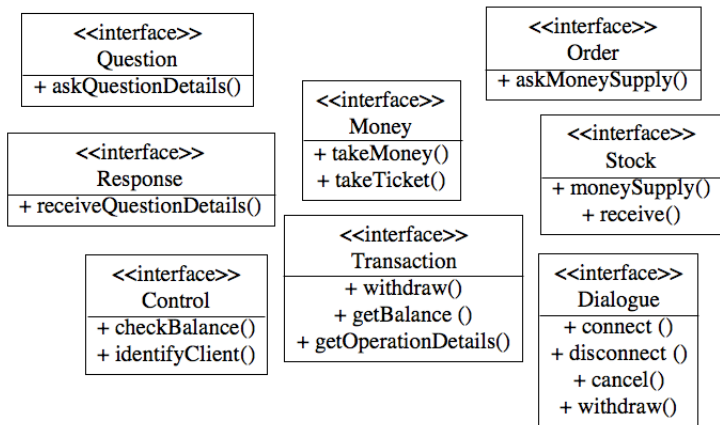 <<interface>>
Question
+ askQuestionDetails()
<<interface>>
Order
+ askMoneySupply()
<<interface>>
Money
+ takeMoney()
+ takeTicket()
<<interface>>
Response
+ receiveQuestionDetails()
<<interface>>
Stock
+ moneySupply()
+ receive()
<<interface>>
Transaction
+ withdraw()
+ getBalance ()
+ getOperationDetails()
<<interface>>
Control
+ checkBalance()
+ identifyClient()
<<interface>>
Dialogue
+ connect ()
+ disconnect ()
+ cancel()
+ withdraw()